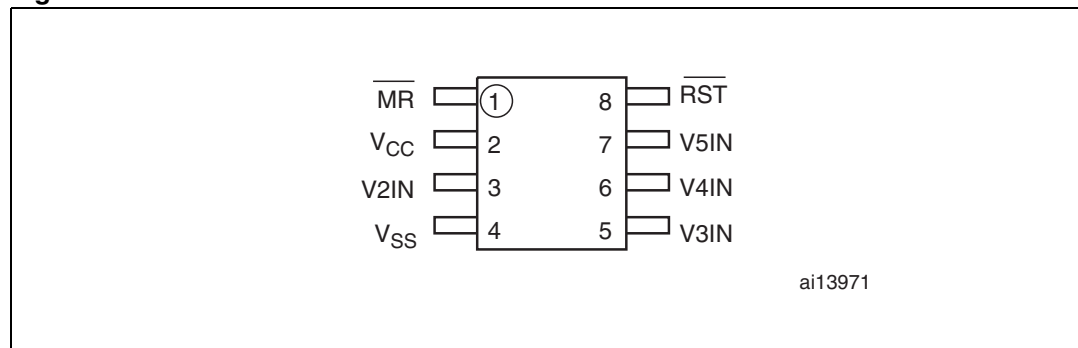 MR 1 8 RST
VCC 2 7 V5IN
V2IN 3 6 V4IN
VSS 4 5 V3IN
ai13971